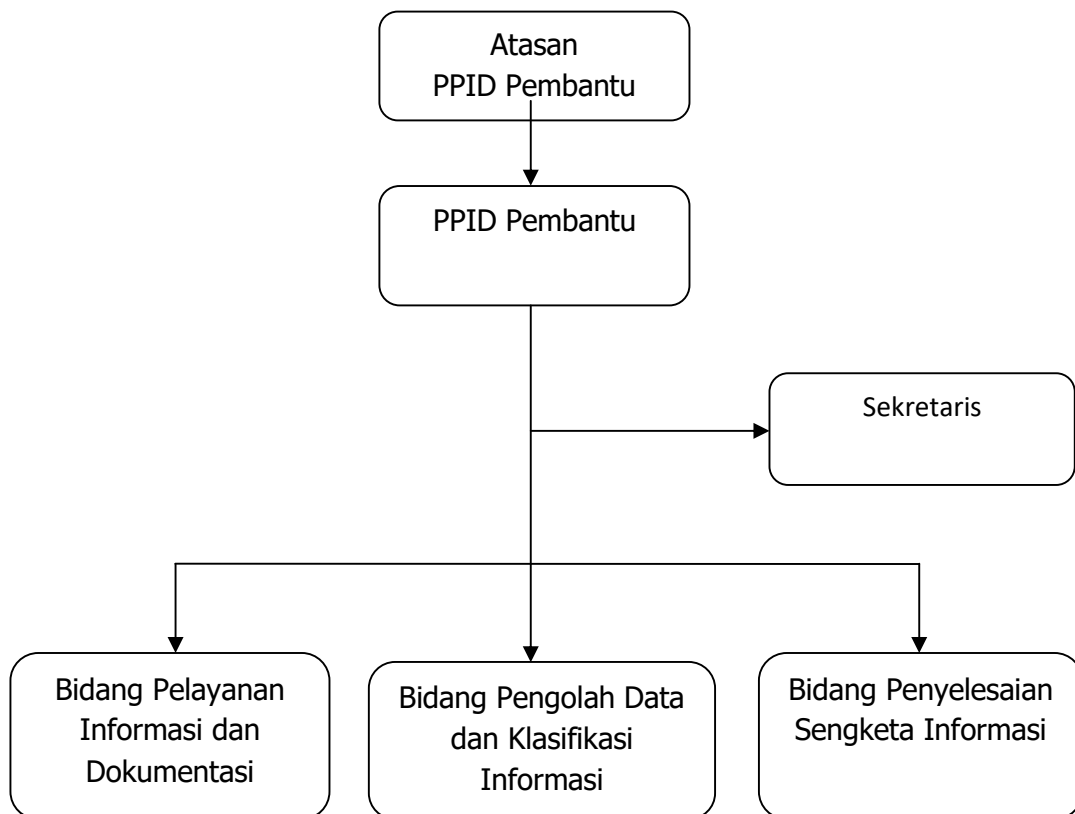 Atasan
PPID Pembantu
PPID Pembantu
Sekretaris
Bidang Pelayanan
Informasi dan
Dokumentasi
Bidang Pengolah Data
dan Klasifikasi
Informasi
Bidang Penyelesaian
Sengketa Informasi